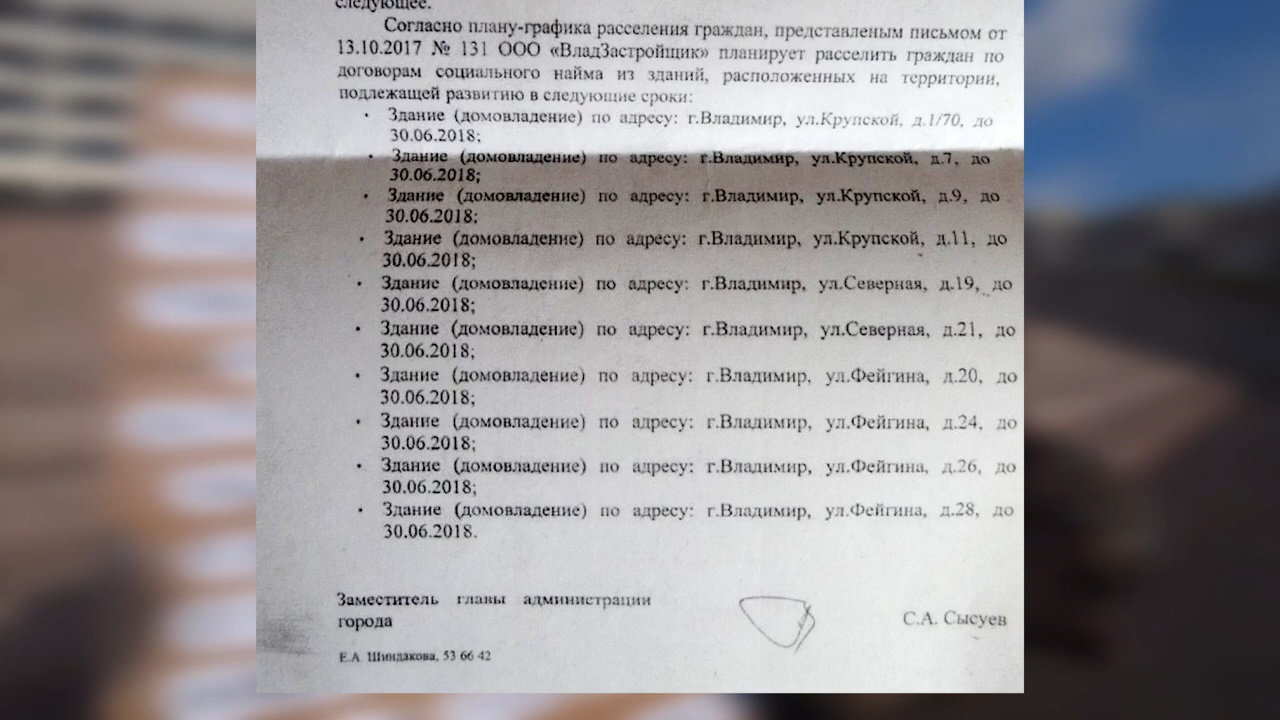 следующее.
Согласно плану-графика расселения граждан, представленым письмом от
13.10.2017 № 131 ООО «ВладЗастройщик» планирует расселить граждан по
договорам социального найма из зданий, расположенных на территории,
подлежащей развитию в следующие сроки:
· Здание (домовладение) по адресу: г.Владимир, ул.Крупской, д.1/70, до
30.06.2018;
· Здание (домовладение) по адресу: г.Владимир, ул.Крупской, д.7, до
30.06.2018;
· Здание (домовладение) по адресу: г.Владимир, ул.Крупской, д.9, до
30.06.2018;
· Здание (домовладение) по адресу: г.Владимир, ул.Крупской, д.11, до
30.06.2018;
· Здание (домовладение) по адресу: г.Владимир, ул.Северная, д.19, до
30.06.2018;
· Здание (домовладение) по адресу: г.Владимир, ул.Северная, д.21, до
30.06.2018;
· Здание (домовладение) по адресу: г.Владимир, ул.Фейгина, д.20, до
30.06.2018;
· Здание (домовладение) по адресу: г.Владимир, ул.Фейгина, д.24, до
30.06.2018;
· Здание (домовладение) по адресу: г.Владимир, ул.Фейгина, д.26, до
30.06.2018;
· Здание (домовладение) по адресу: г.Владимир, ул.Фейгина, д.28, до
30.06.2018.
Заместитель главы администрации
города
С.А. Сысуев
Е.А. Шиндакова, 53 66 42